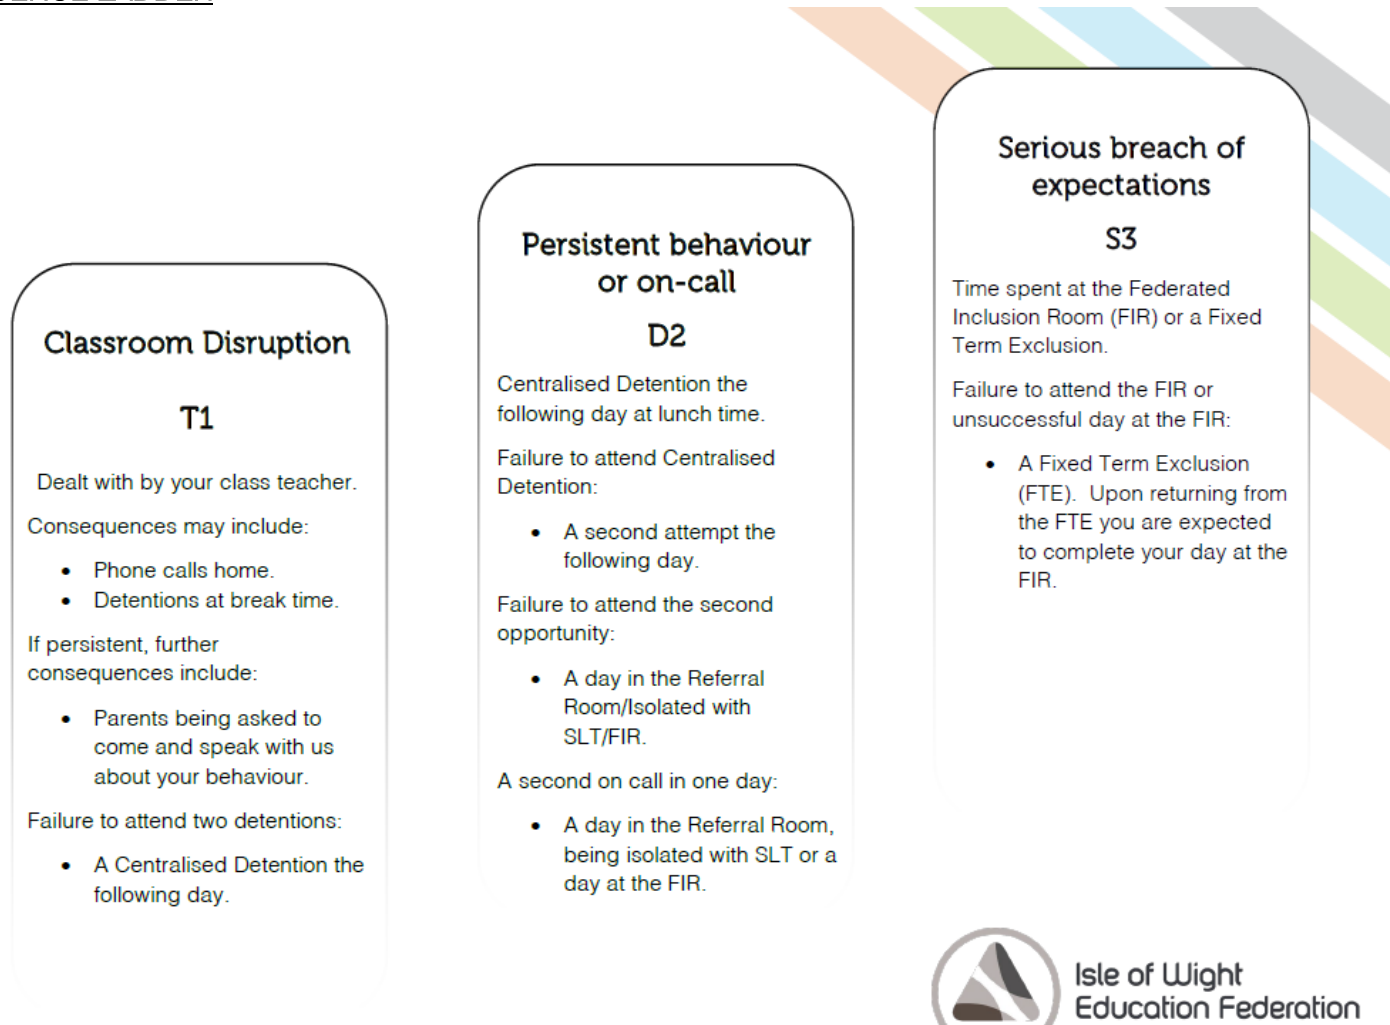 Classroom Disruption
T1
Dealt with by your class teacher.
Consequences may include:
• Phone calls home.
• Detentions at break time.
If persistent, further
consequences include:
• Parents being asked to
come and speak with us
about your behaviour.
Failure to attend two detentions:
• A Centralised Detention the
following day.
Persistent behaviour
or on-call
D2
Centralised Detention the
following day at lunch time.
Failure to attend Centralised
Detention:
• A second attempt the
following day.
Failure to attend the second
opportunity:
• A day in the Referral
Room/Isolated with
SLT/FIR.
A second on call in one day:
• A day in the Referral Room,
being isolated with SLT or a
day at the FIR.
Serious breach of
expectations
S3
Time spent at the Federated
Inclusion Room (FIR) or a Fixed
Term Exclusion.
Failure to attend the FIR or
unsuccessful day at the FIR:
• A Fixed Term Exclusion
(FTE). Upon returning from
the FTE you are expected
to complete your day at the
FIR.
Isle of Wight
Education Federation